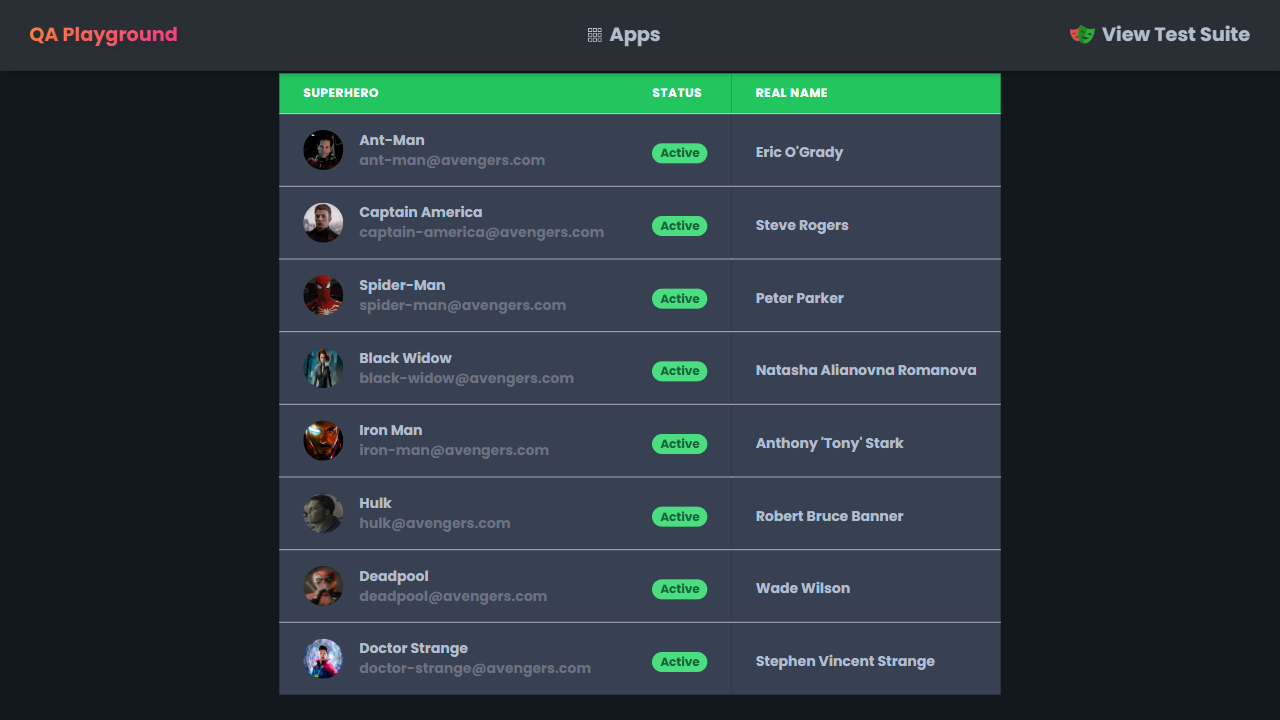 QA Playground
Apps
View Test Suite
SUPERHERO STATUS REAL NAME
Ant-Man
ant-man@avengers.com
Active
Eric O'Grady
Captain America
captain-america@avengers.com
Active
Steve Rogers
Spider-Man
spider-man@avengers.com
Active
Peter Parker
Black Widow
black-widow@avengers.com
Active
Natasha Alianovna Romanova
Iron Man
iron-man@avengers.com
Active
Anthony 'Tony' Stark
Hulk
hulk@avengers.com
Active
Robert Bruce Banner
Deadpool
deadpool@avengers.com
Active
Wade Wilson
Doctor Strange
doctor-strange@avengers.com
Active
Stephen Vincent Strange